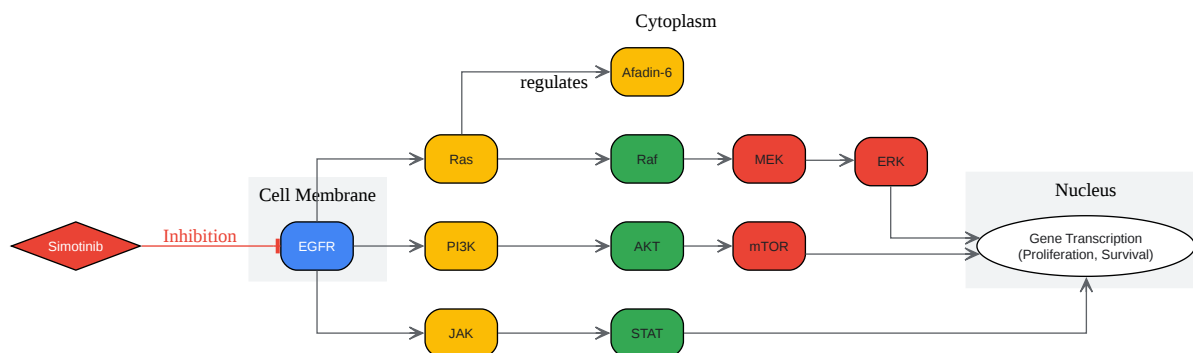 Cytoplasm
Afadin-6
regulates
Ras
Raf
MEK
ERK
Cell Membrane
Nucleus
Simotinib
Inhibition
EGFR
PI3K
AKT
mTOR
Gene Transcription
(Proliferation, Survival)
JAK
STAT